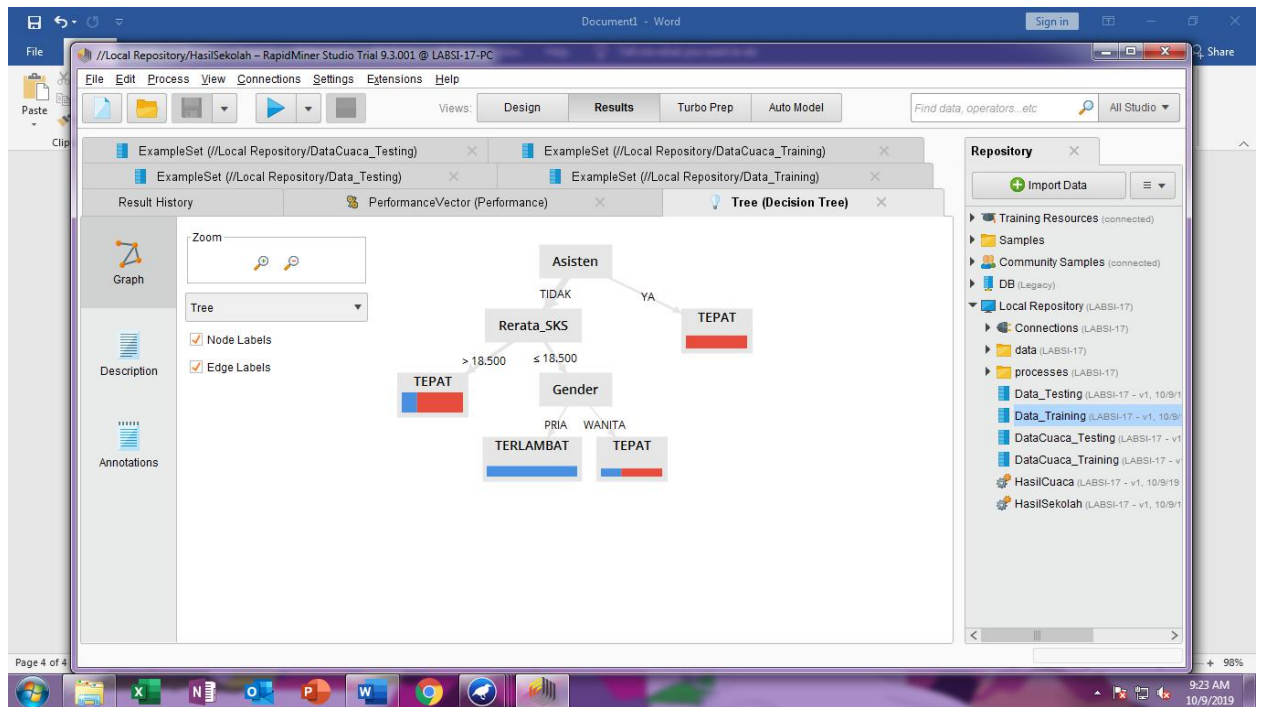 Document1 - Word
Sign in
File
Share
//Local Repository/HasilSekolah – RapidMiner Studio Trial 9.3.001 @ LABSI-17-PC
File Edit Process View Connections Settings Extensions Help
Paste
Clip
Views:
Design
Results
Turbo Prep
Auto Model
Find data, operators...etc
All Studio
ExampleSet (//Local Repository/DataCuaca_Testing)
ExampleSet (//Local Repository/DataCuaca_Training)
ExampleSet (//Local Repository/Data_Testing)
ExampleSet (//Local Repository/Data_Training)
Result History
PerformanceVector (Performance)
Tree (Decision Tree)
Graph
Description
Annotations
Zoom
Tree
Node Labels
Edge Labels
Asisten
TIDAK
YA
Rerata_SKS
TEPAT
> 18.500
≤ 18.500
TEPAT
Gender
PRIA
WANITA
TERLAMBAT
TEPAT
Repository
Import Data
Training Resources (connected)
Samples
Community Samples (connected)
DB (Legacy)
Local Repository (LABSI-17)
Connections (LABSI-17)
data (LABSI-17)
processes (LABSI-17)
Data_Testing (LABSI-17 - v1, 10/9/1
Data_Training (LABSI-17 - v1, 10/9/
DataCuaca_Testing (LABSI-17 - v1
DataCuaca_Training (LABSI-17 - v
HasilCuaca (LABSI-17 - v1, 10/9/19
HasilSekolah (LABSI-17 - v1, 10/9/1
Page 4 of 4
98%
9:23 AM
10/9/2019